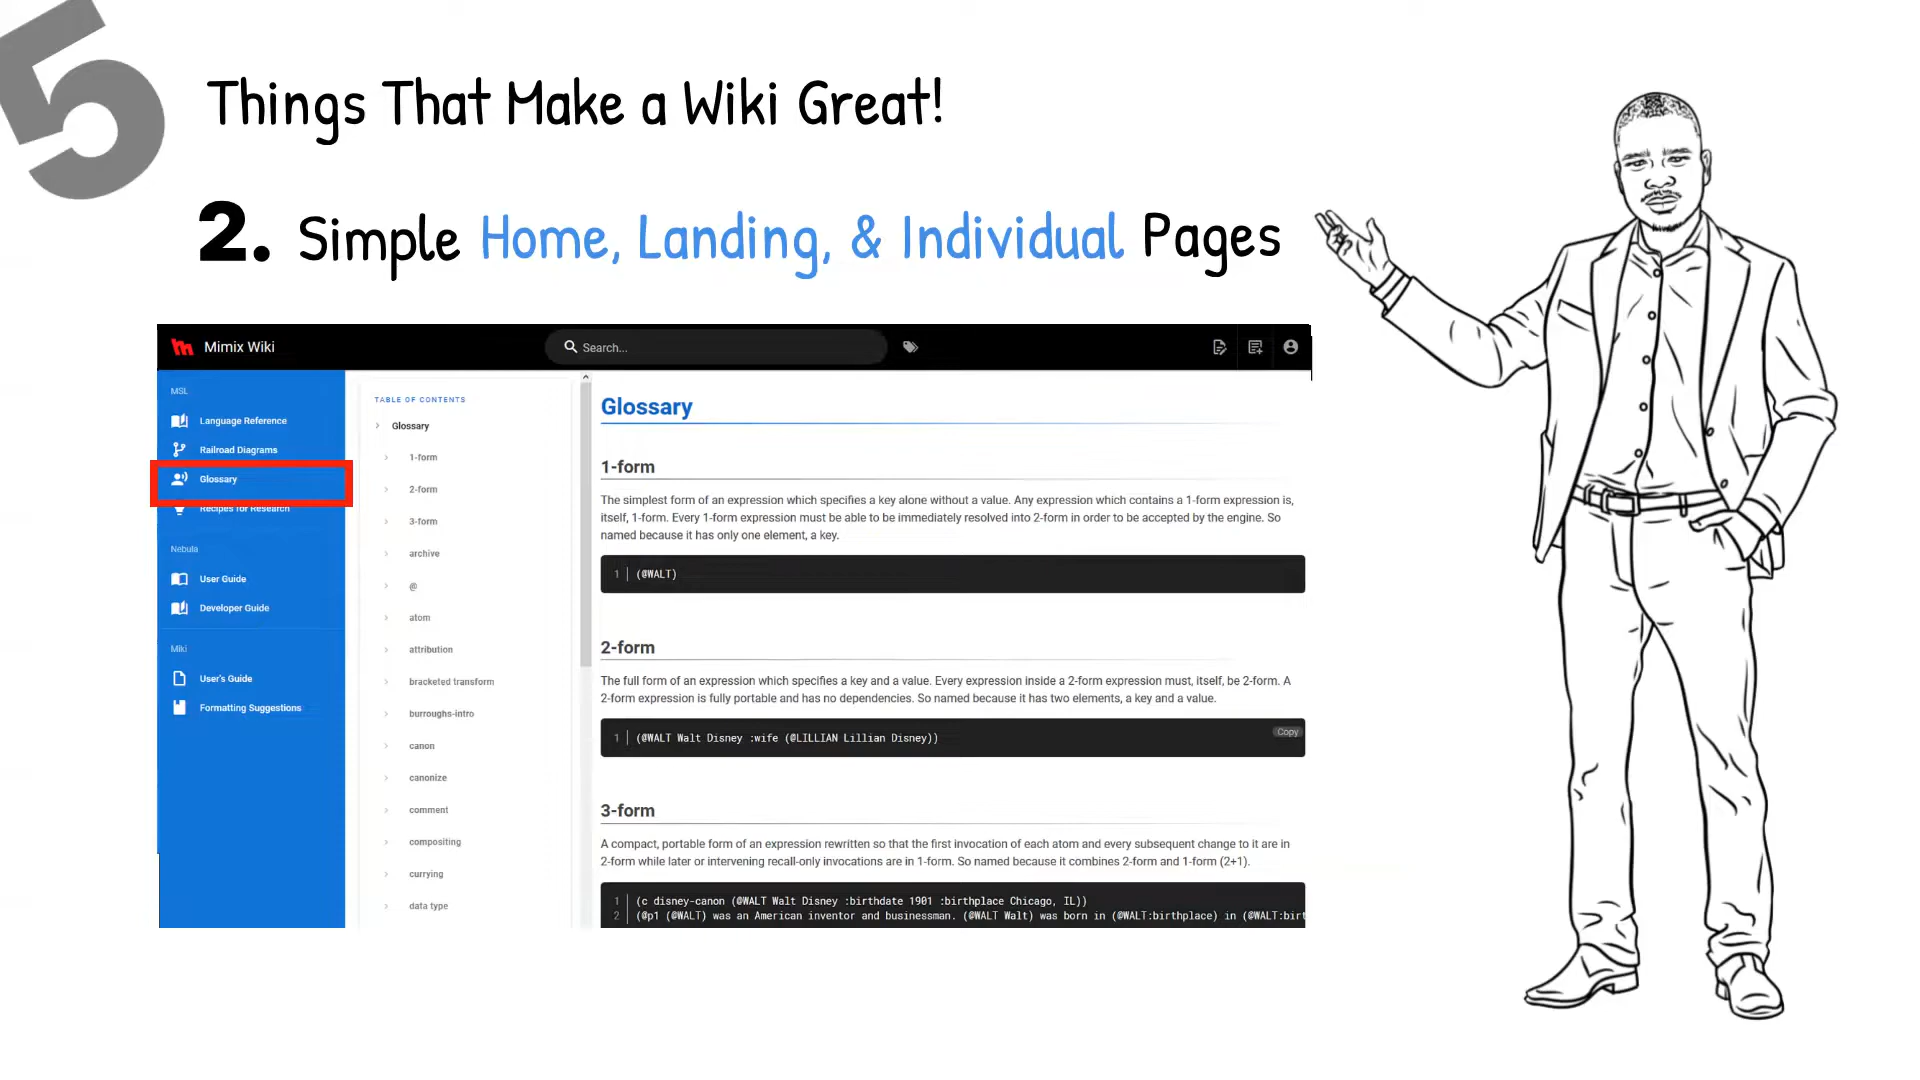 5
Things That Make a Wiki Great!
2. Simple Home, Landing, & Individual Pages
Mimix Wiki
Search...
MSL
Language Reference
Railroad Diagrams
Glossary
Recipes for Research
Nebula
User Guide
Developer Guide
Miki
User's Guide
Formatting Suggestions
TABLE OF CONTENTS
Glossary
1-form
2-form
3-form
archive
@
atom
attribution
bracketed transform
burroughs-intro
canon
canonize
comment
compositing
currying
data type
Glossary
1-form
The simplest form of an expression which specifies a key alone without a value. Any expression which contains a 1-form expression is,
itself, 1-form. Every 1-form expression must be able to be immediately resolved into 2-form in order to be accepted by the engine. So
named because it has only one element, a key.
1 (@WALT)
2-form
The full form of an expression which specifies a key and a value. Every expression inside a 2-form expression must, itself, be 2-form. A
2-form expression is fully portable and has no dependencies. So named because it has two elements, a key and a value.
Copy
1 (@WALT Walt Disney :wife (@LILLIAN Lillian Disney))
3-form
A compact, portable form of an expression rewritten so that the first invocation of each atom and every subsequent change to it are in
2-form while later or intervening recall-only invocations are in 1-form. So named because it combines 2-form and 1-form (2+1).
1 (c disney-canon (@WALT Walt Disney :birthdate 1901 :birthplace Chicago, IL))
2 (@p1 (@WALT) was an American inventor and businessman. (@WALT Walt) was born in (@WALT:birthplace) in (@WALT:birt